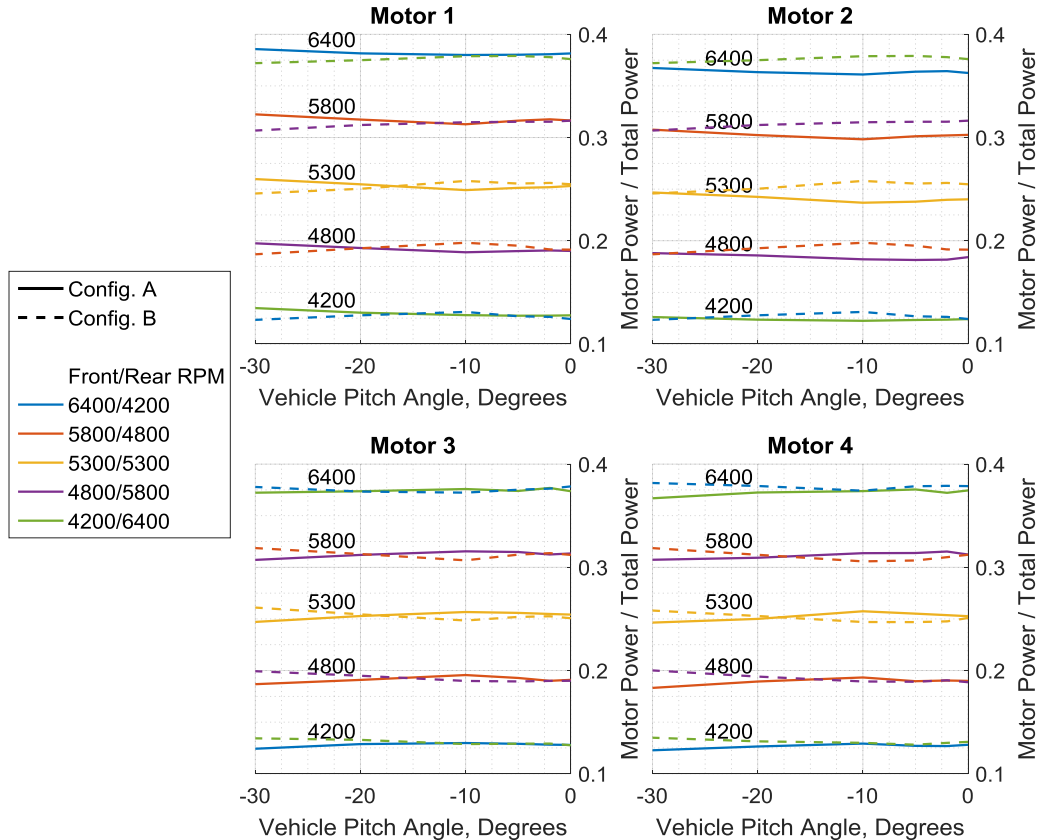 Motor 1
6400
5800
5300
4800
4200
0.4
0.3
0.2
0.1
-30 -20 -10 0
Vehicle Pitch Angle, Degrees
Motor Power / Total Power
Motor 2
6400
5800
5300
4800
4200
0.4
0.3
0.2
0.1
-30 -20 -10 0
Vehicle Pitch Angle, Degrees
Motor Power / Total Power
Config. A
Config. B
Front/Rear RPM
6400/4200
5800/4800
5300/5300
4800/5800
4200/6400
Motor 3
6400
5800
5300
4800
4200
0.4
0.3
0.2
0.1
-30 -20 -10 0
Vehicle Pitch Angle, Degrees
Motor Power / Total Power
Motor 4
6400
5800
5300
4800
4200
0.4
0.3
0.2
0.1
-30 -20 -10 0
Vehicle Pitch Angle, Degrees
Motor Power / Total Power